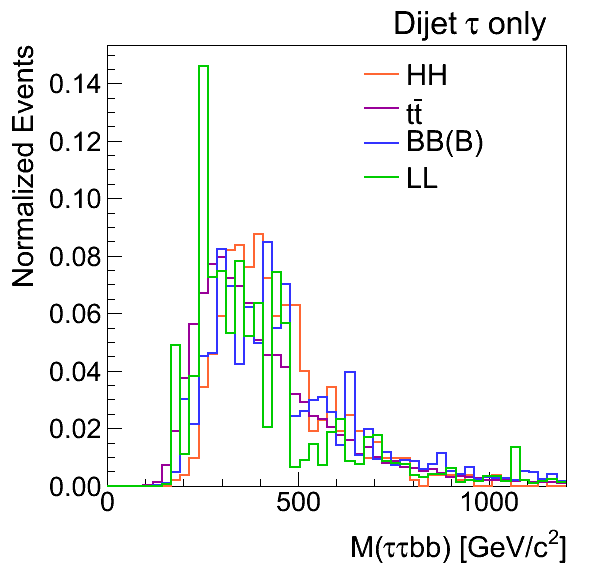 Dijet τ only
Normalized Events
HH
tt̄
BB(B)
LL
0.14
0.12
0.10
0.08
0.06
0.04
0.02
0.00
0 500 1000
M(ττbb) [GeV/c²]